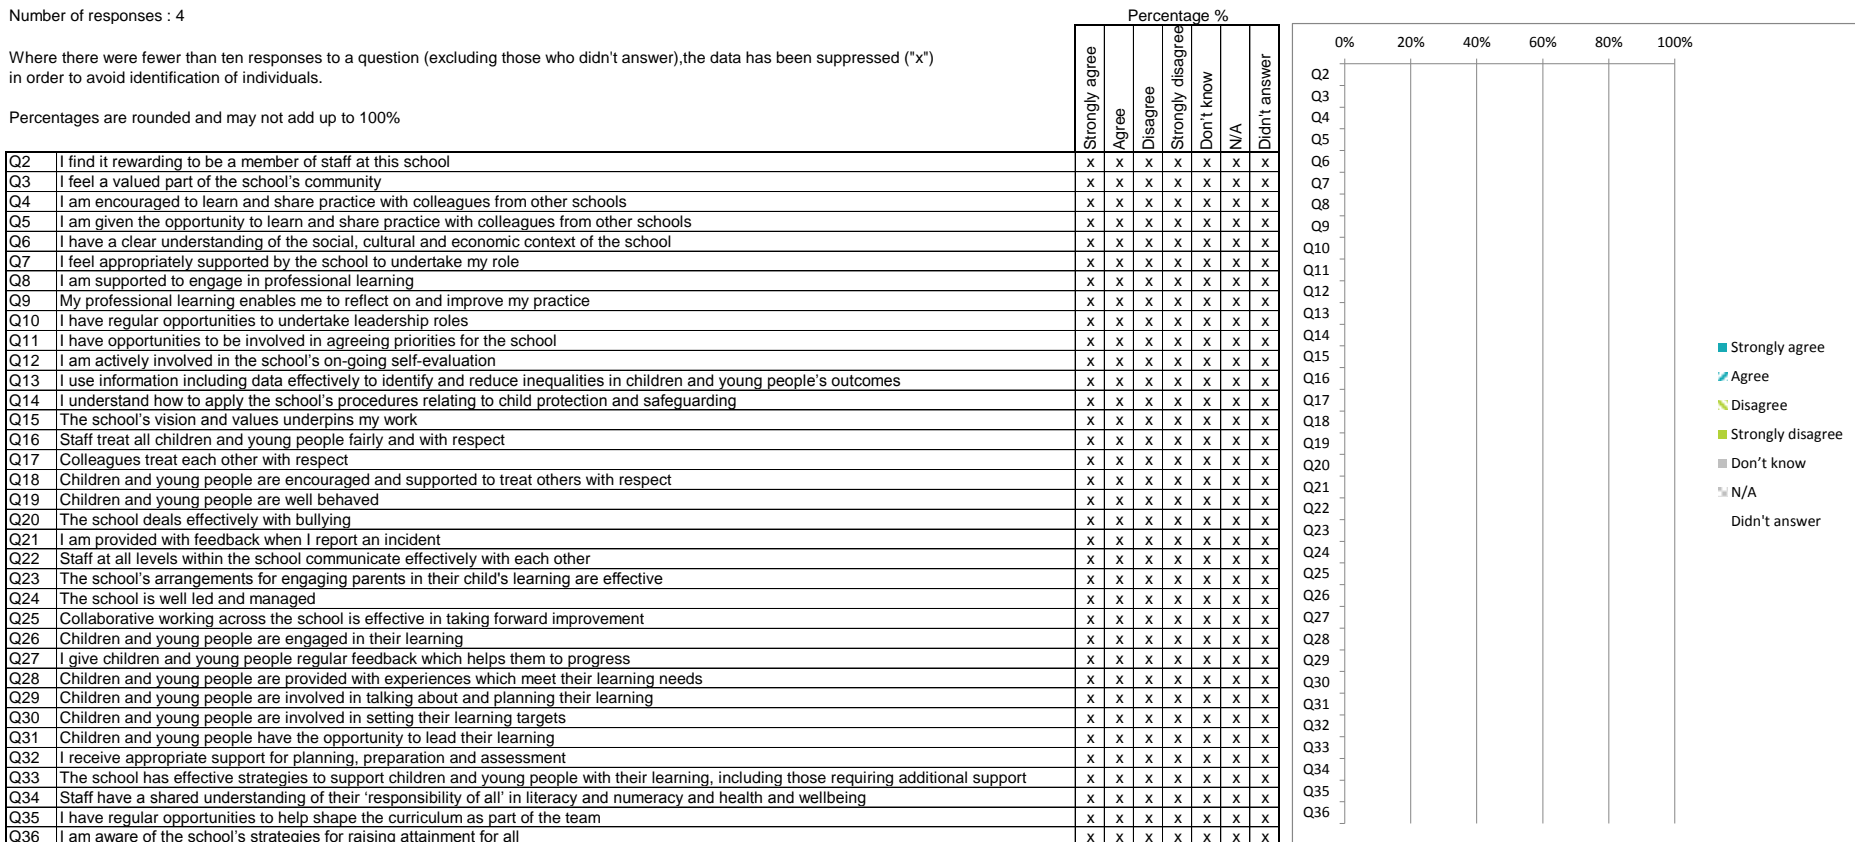 Number of responses : 4
Percentage %
Where there were fewer than ten responses to a question (excluding those who didn't answer),the data has been suppressed ("x")
in order to avoid identification of individuals.
Percentages are rounded and may not add up to 100%
Strongly agree
Agree
Disagree
Strongly disagree
Don't know
N/A
Didn't answer
Q2 I find it rewarding to be a member of staff at this school x x x x x x x
Q3 I feel a valued part of the school’s community x x x x x x x
Q4 I am encouraged to learn and share practice with colleagues from other schools x x x x x x x
Q5 I am given the opportunity to learn and share practice with colleagues from other schools x x x x x x x
Q6 I have a clear understanding of the social, cultural and economic context of the school x x x x x x x
Q7 I feel appropriately supported by the school to undertake my role x x x x x x x
Q8 I am supported to engage in professional learning x x x x x x x
Q9 My professional learning enables me to reflect on and improve my practice x x x x x x x
Q10 I have regular opportunities to undertake leadership roles x x x x x x x
Q11 I have opportunities to be involved in agreeing priorities for the school x x x x x x x
Q12 I am actively involved in the school’s on-going self-evaluation x x x x x x x
Q13 I use information including data effectively to identify and reduce inequalities in children and young people’s outcomes x x x x x x x
Q14 I understand how to apply the school’s procedures relating to child protection and safeguarding x x x x x x x
Q15 The school’s vision and values underpins my work x x x x x x x
Q16 Staff treat all children and young people fairly and with respect x x x x x x x
Q17 Colleagues treat each other with respect x x x x x x x
Q18 Children and young people are encouraged and supported to treat others with respect x x x x x x x
Q19 Children and young people are well behaved x x x x x x x
Q20 The school deals effectively with bullying x x x x x x x
Q21 I am provided with feedback when I report an incident x x x x x x x
Q22 Staff at all levels within the school communicate effectively with each other x x x x x x x
Q23 The school’s arrangements for engaging parents in their child's learning are effective x x x x x x x
Q24 The school is well led and managed x x x x x x x
Q25 Collaborative working across the school is effective in taking forward improvement x x x x x x x
Q26 Children and young people are engaged in their learning x x x x x x x
Q27 I give children and young people regular feedback which helps them to progress x x x x x x x
Q28 Children and young people are provided with experiences which meet their learning needs x x x x x x x
Q29 Children and young people are involved in talking about and planning their learning x x x x x x x
Q30 Children and young people are involved in setting their learning targets x x x x x x x
Q31 Children and young people have the opportunity to lead their learning x x x x x x x
Q32 I receive appropriate support for planning, preparation and assessment x x x x x x x
Q33 The school has effective strategies to support children and young people with their learning, including those requiring additional support x x x x x x x
Q34 Staff have a shared understanding of their ‘responsibility of all’ in literacy and numeracy and health and wellbeing x x x x x x x
Q35 I have regular opportunities to help shape the curriculum as part of the team x x x x x x x
Q36 I am aware of the school’s strategies for raising attainment for all x x x x x x x
0% 20% 40% 60% 80% 100%
Q2
Q3
Q4
Q5
Q6
Q7
Q8
Q9
Q10
Q11
Q12
Q13
Q14
Q15
Q16
Q17
Q18
Q19
Q20
Q21
Q22
Q23
Q24
Q25
Q26
Q27
Q28
Q29
Q30
Q31
Q32
Q33
Q34
Q35
Q36
Strongly agree
Agree
Disagree
Strongly disagree
Don’t know
N/A
Didn't answer